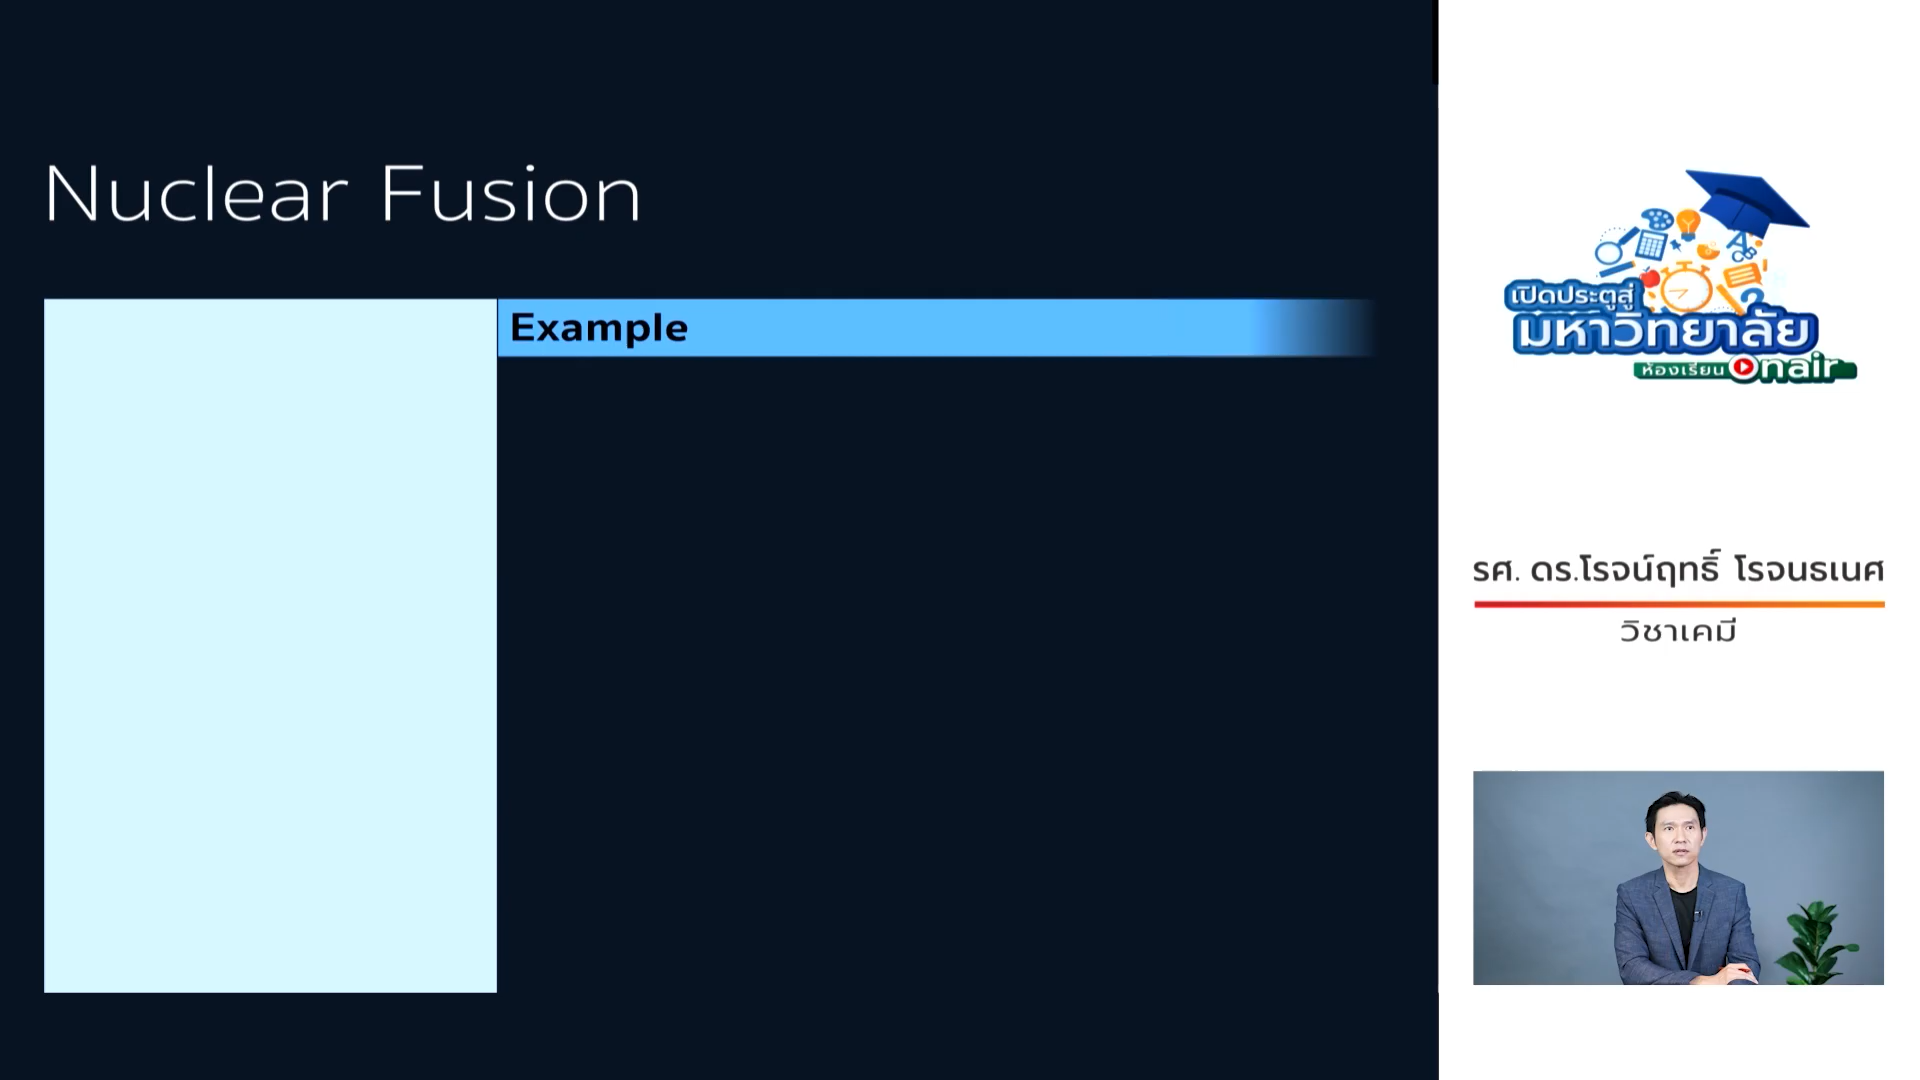 Nuclear Fusion
Example
เปิดประตูสู่
มหาวิทยาลัย
ห้องเรียน Onair
รศ. ดร.โรจน์ฤทธิ์ โรจนธเนศ
วิชาเคมี